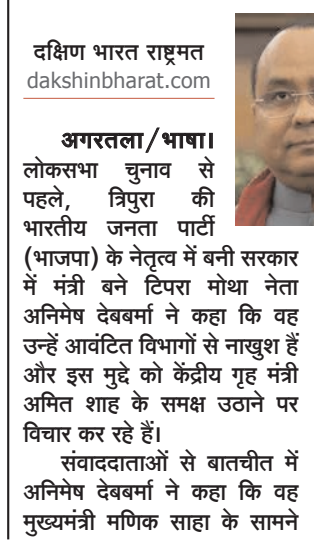 दक्षिण भारत राष्ट्रमत
dakshinbharat.com
अगरतला/भाषा।
लोकसभा चुनाव से
पहले, त्रिपुरा की
भारतीय जनता पार्टी
(भाजपा) के नेतृत्व में बनी सरकार
में मंत्री बने टिपरा मोथा नेता
अनिमेष देबबर्मा ने कहा कि वह
उन्हें आवंटित विभागों से नाखुश हैं
और इस मुद्दे को केंद्रीय गृह मंत्री
अमित शाह के समक्ष उठाने पर
विचार कर रहे हैं।
संवाददाताओं से बातचीत में
अनिमेष देबबर्मा ने कहा कि वह
मुख्यमंत्री मणिक साहा के सामने